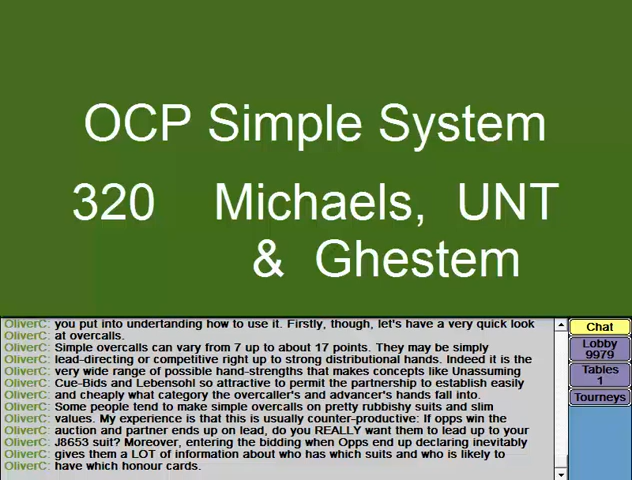 OCP Simple System
320 Michaels, UNT
& Ghestem
OliverC: you put into undertanding how to use it. Firstly, though, let's have a very quick look
OliverC: at overcalls.
OliverC: Simple overcalls can vary from 7 up to about 17 points. They may be simply
OliverC: lead-directing or competitive right up to strong distributional hands. Indeed it is the
OliverC: very wide range of possible hand-strengths that makes concepts like Unassuming
OliverC: Cue-Bids and Lebensohl so attractive to permit the partnership to establish easily
OliverC: and cheaply what category the overcaller's and advancer's hands fall into.
OliverC: Some people tend to make simple overcalls on pretty rubbishy suits and slim
OliverC: values. My experience is that this is usually counter-productive: If opps win the
OliverC: auction and partner ends up on lead, do you REALLY want them to lead up to your
OliverC: J8653 suit? Moreover, entering the bidding when Opps end up declaring inevitably
OliverC: gives them a LOT of information about who has which suits and who is likely to
OliverC: have which honour cards.
Chat
Lobby
9979
Tables
1
Tourneys